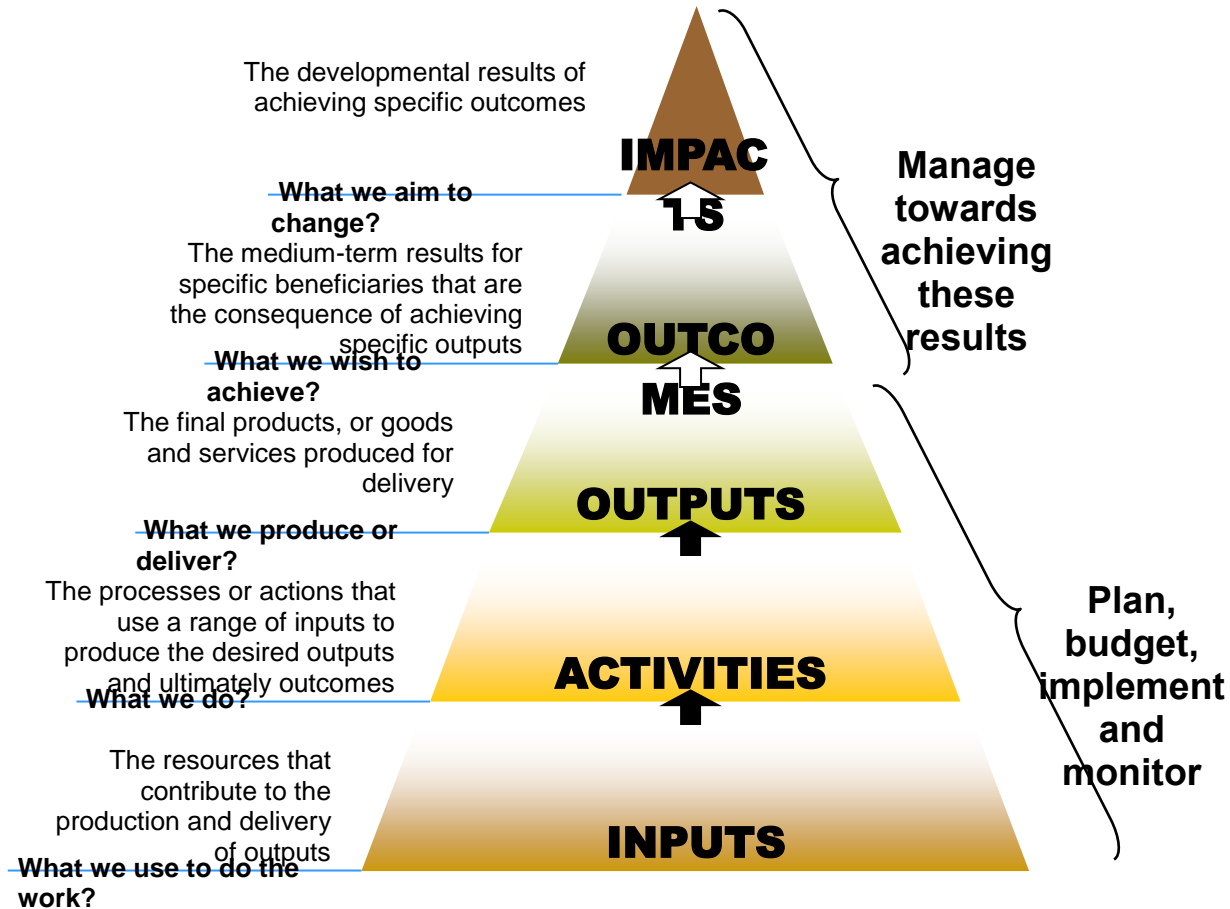 The developmental results of
achieving specific outcomes
IMPAC
TS
What we aim to
change?
The medium-term results for
specific beneficiaries that are
the consequence of achieving
specific outputs
OUTCO
MES
What we wish to
achieve?
The final products, or goods
and services produced for
delivery
OUTPUTS
What we produce or
deliver?
The processes or actions that
use a range of inputs to
produce the desired outputs
and ultimately outcomes
ACTIVITIES
What we do?
The resources that
contribute to the
production and delivery
of outputs
INPUTS
What we use to do the
work?
Manage
towards
achieving
these
results
Plan,
budget,
implement
and
monitor